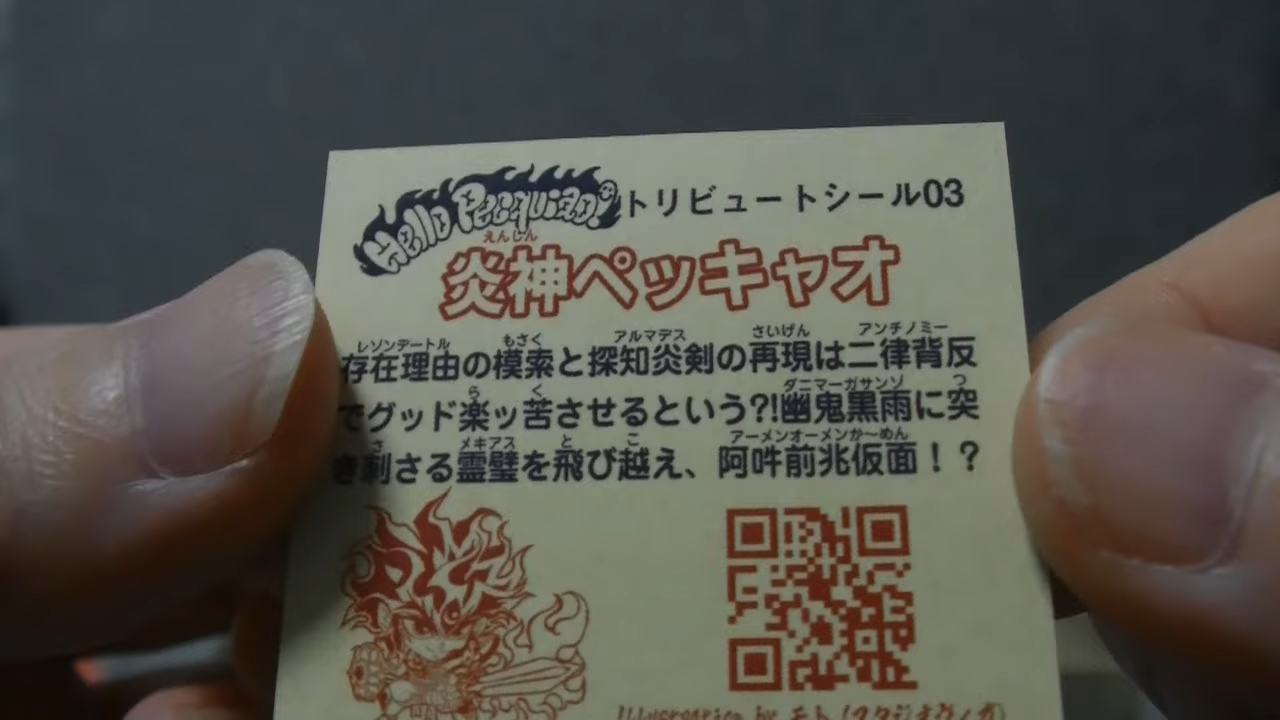 Hello Pecquiao! トリビュートシール03
えんじん
炎神ペッキャオ
レゾンデートル もさく アルマデス さいげん アンチノミー
存在理由の模索と探知炎剣の再現は二律背反
ら く ダニマーガサンゾ つ
でグッド楽ッ苦させるという?!幽鬼黒雨に突
さ メキアス と こ アーメンオーメンか〜めん
き刺さる霊璧を飛び越え、阿吽前兆仮面！？
Illustration by モト